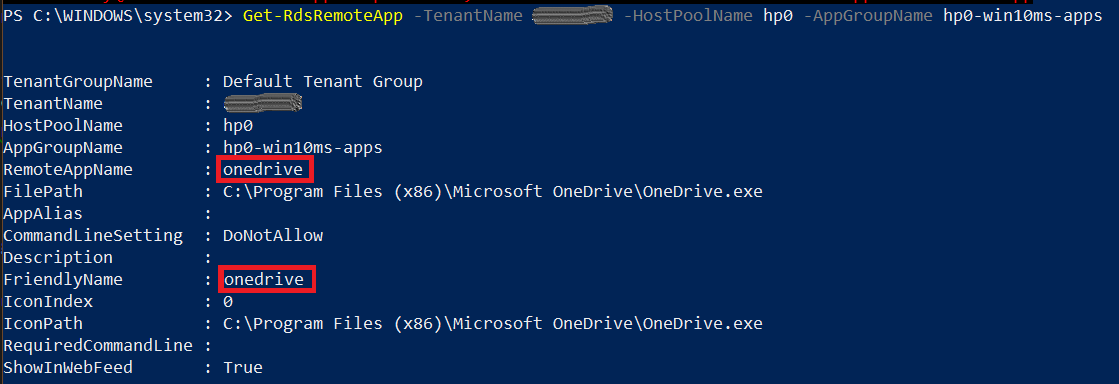 PS C:\WINDOWS\system32> Get-RdsRemoteApp -TenantName -HostPoolName hp0 -AppGroupName hp0-win10ms-apps
TenantGroupName : Default Tenant Group
TenantName :
HostPoolName : hp0
AppGroupName : hp0-win10ms-apps
RemoteAppName : onedrive
FilePath : C:\Program Files (x86)\Microsoft OneDrive\OneDrive.exe
AppAlias :
CommandLineSetting : DoNotAllow
Description :
FriendlyName : onedrive
IconIndex : 0
IconPath : C:\Program Files (x86)\Microsoft OneDrive\OneDrive.exe
RequiredCommandLine :
ShowInWebFeed : True